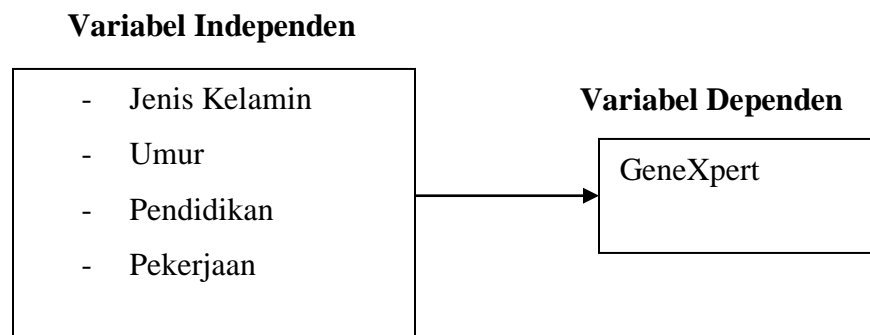 Variabel Independen
- Jenis Kelamin
- Umur
- Pendidikan
- Pekerjaan
Variabel Dependen
GeneXpert